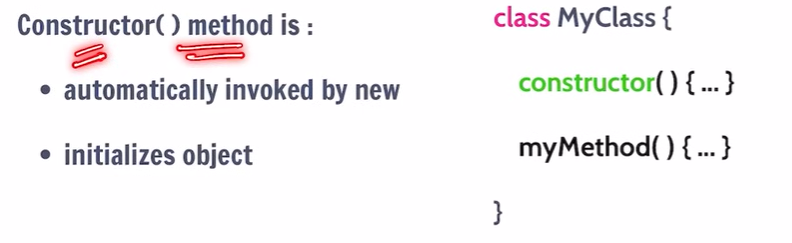 Constructor( ) method is :
• automatically invoked by new
• initializes object
class MyClass {
constructor( ) { ... }
myMethod( ) { ... }
}